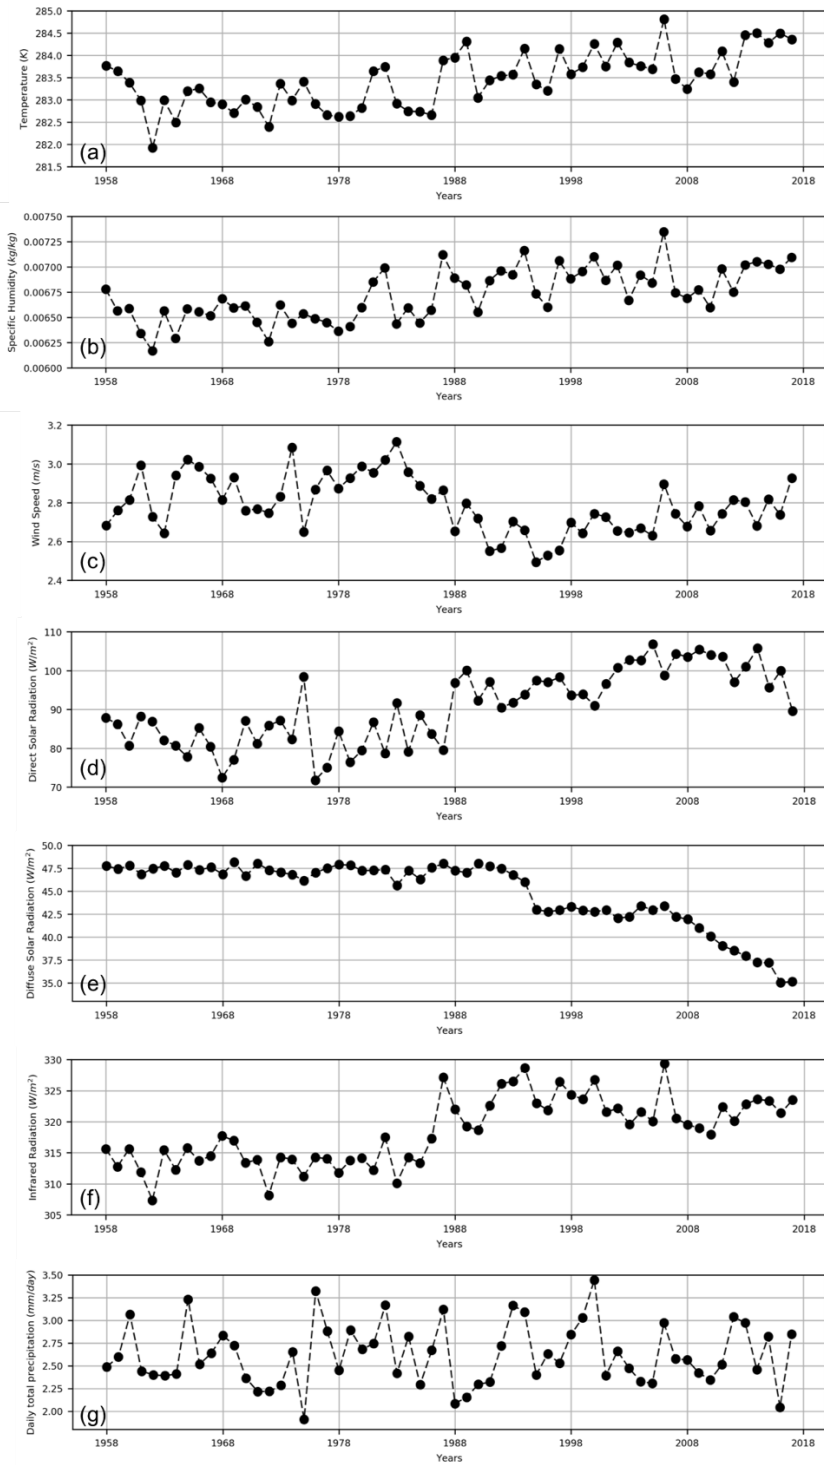 285.0
284.5
284.0
283.5
283.0
282.5
282.0
281.5
Temperature (K)
(a)
1958 1968 1978 1988 1998 2008 2018
Years
0.00750
0.00725
0.00700
0.00675
0.00650
0.00625
0.00600
Specific Humidity (kg/kg)
(b)
1958 1968 1978 1988 1998 2008 2018
Years
3.2
3.0
2.8
2.6
2.4
Wind Speed (m/s)
(c)
1958 1968 1978 1988 1998 2008 2018
Years
110
100
90
80
70
Direct Solar Radiation (W/m²)
(d)
1958 1968 1978 1988 1998 2008 2018
Years
50.0
47.5
45.0
42.5
40.0
37.5
35.0
Diffuse Solar Radiation (W/m²)
(e)
1958 1968 1978 1988 1998 2008 2018
Years
330
325
320
315
310
305
Infrared Radiation (W/m²)
(f)
1958 1968 1978 1988 1998 2008 2018
Years
3.50
3.25
3.00
2.75
2.50
2.25
2.00
Daily total precipitation (mm/day)
(g)
1958 1968 1978 1988 1998 2008 2018
Years